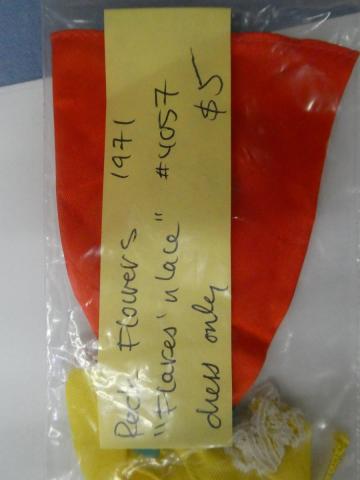 Rock Flowers 1971
"Flares 'n lace" #4057
dress only $5